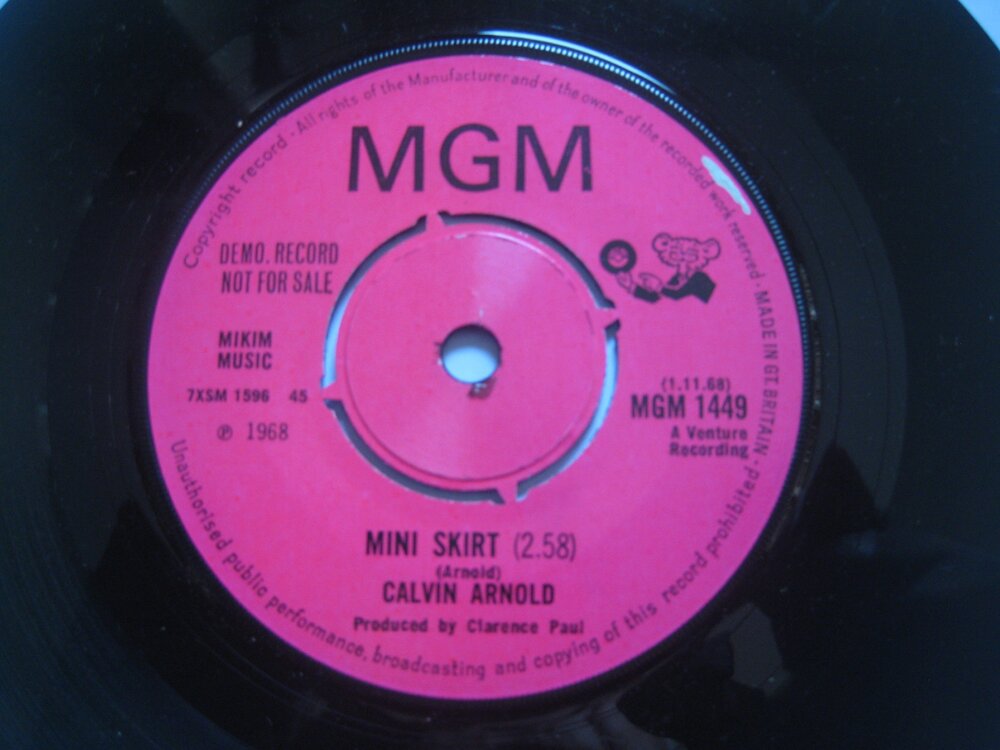 Copyright record - All rights of the Manufacturer and of the owner of the recorded work reserved - MADE IN GT. BRITAIN -
MGM
DEMO. RECORD
NOT FOR SALE
MIKIM
MUSIC
7XSM 1596 45
℗ 1968
(1.11.68)
MGM 1449
A Venture
Recording
MINI SKIRT (2.58)
(Arnold)
CALVIN ARNOLD
Produced by Clarence Paul
Unauthorised public performance, broadcasting and copying of this record prohibited -